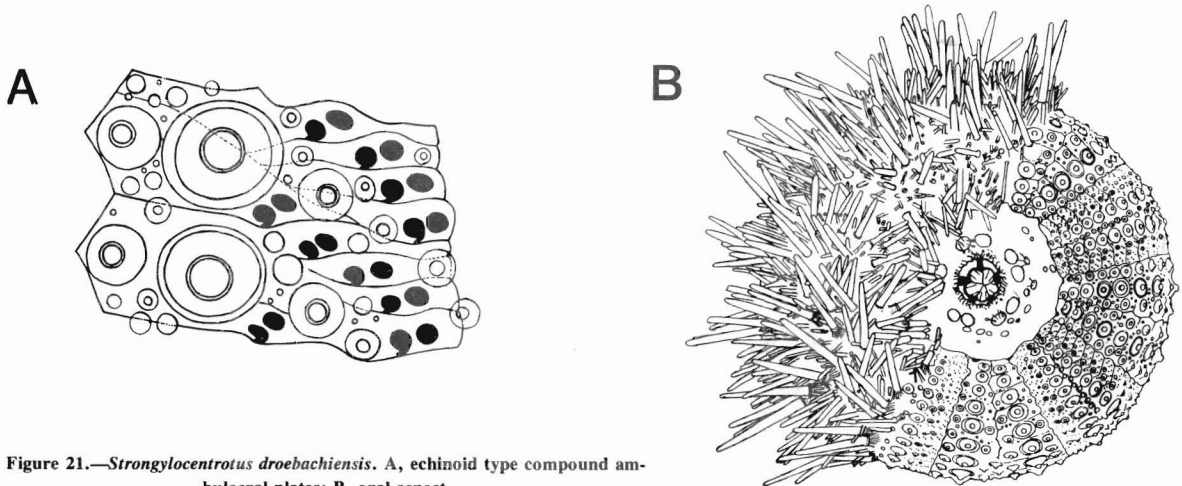 A
B
Figure 21.—Strongylocentrotus droebachiensis. A, echinoid type compound am-
bulacral plates; B, oral aspect.